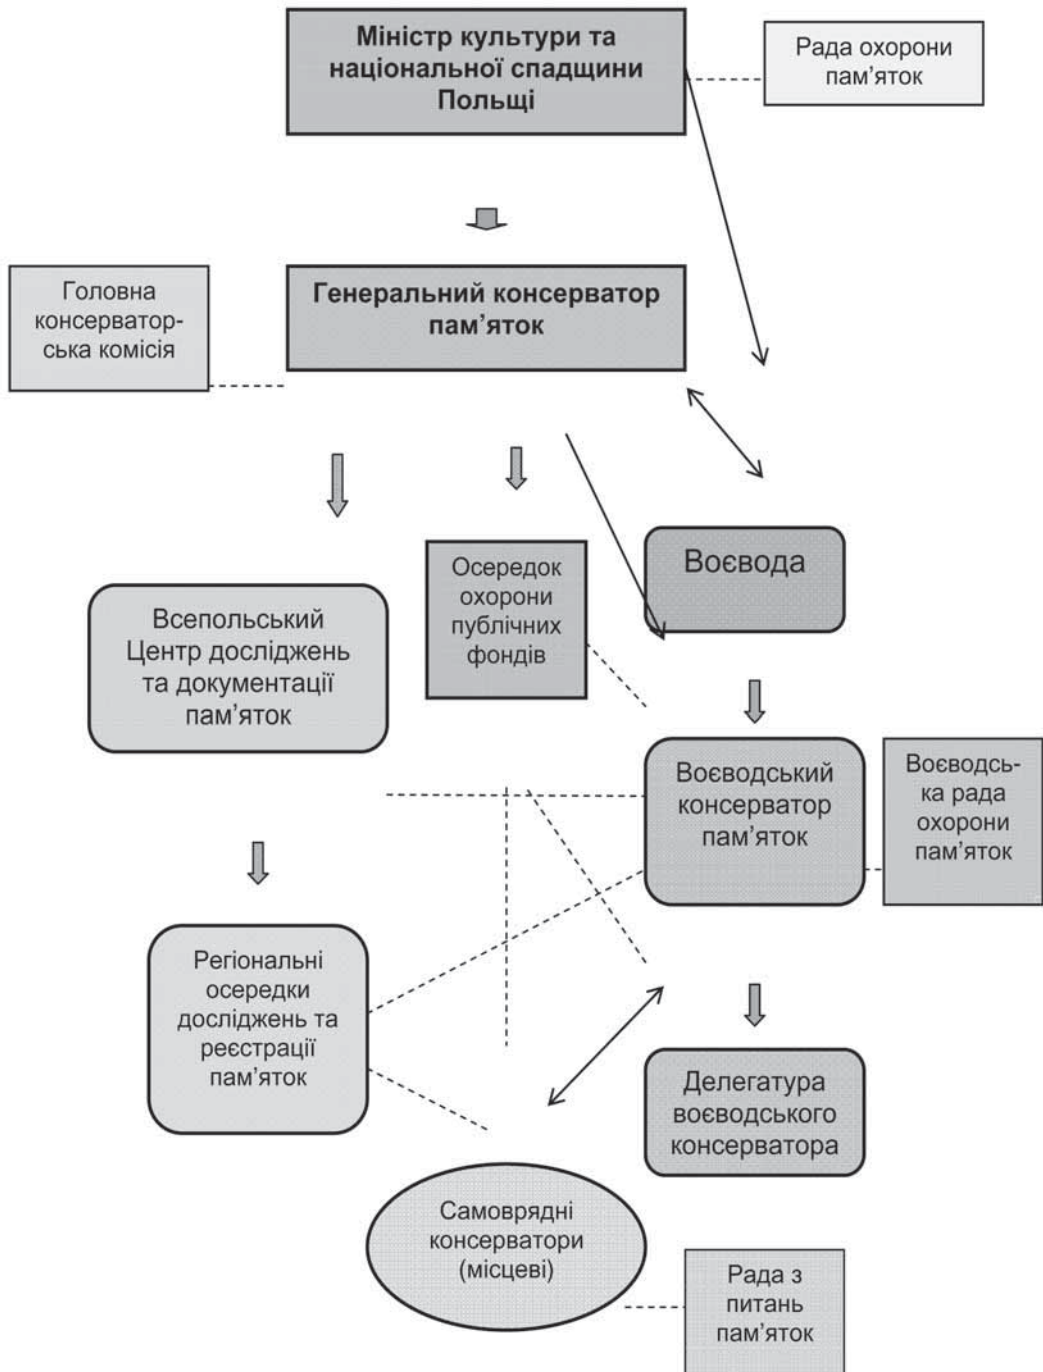 Міністр культури та
національної спадщини
Польщі
Рада охорони
пам’яток
Головна
консерватор-
ська комісія
Генеральний консерватор
пам’яток
Всепольський
Центр досліджень
та документації
пам’яток
Осередок
охорони
публічних
фондів
Воєвода
Воєводський
консерватор
пам’яток
Воєводсь-
ка рада
охорони
пам’яток
Регіональні
осередки
досліджень та
реєстрації
пам’яток
Делегатура
воєводського
консерватора
Самоврядні
консерватори
(місцеві)
Рада з
питань
пам’яток